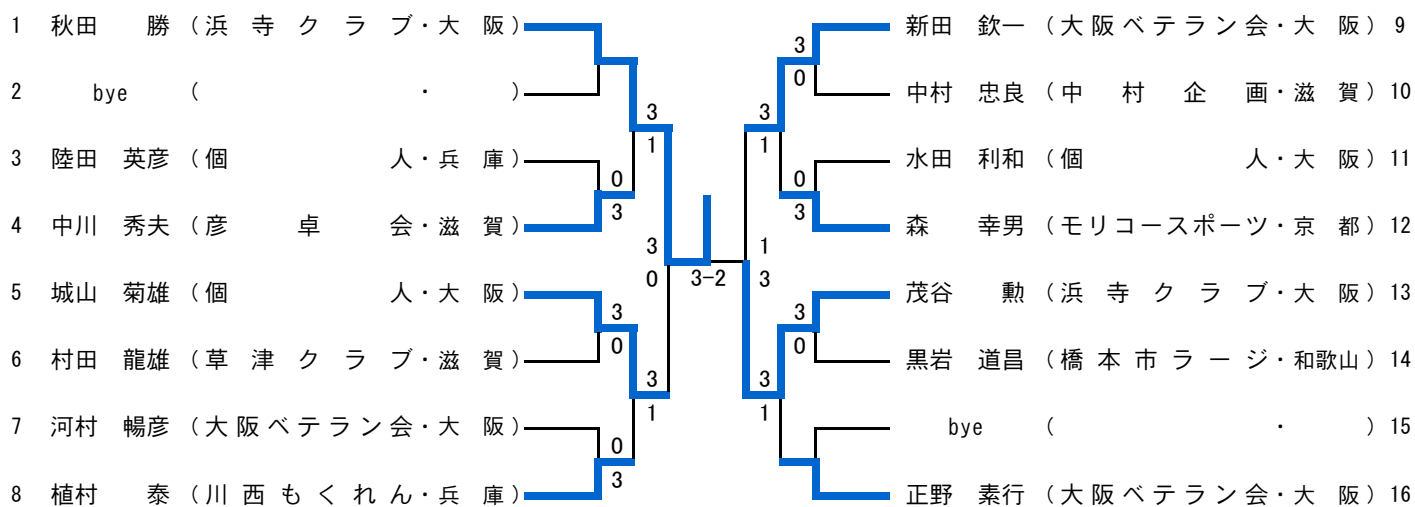 1 秋田 勝 (浜寺クラブ・大阪)
2 bye ( ・ )
3 陸田 英彦 (個人・兵庫)
4 中川 秀夫 (彦卓会・滋賀)
5 城山 菊雄 (個人・大阪)
6 村田 龍雄 (草津クラブ・滋賀)
7 河村 暢彦 (大阪ベテラン会・大阪)
8 植村 泰 (川西もくれん・兵庫)
0
3
3
0
0
3
3
1
3
1
3
0
3-2
1
3
3
1
3
1
3
0
0
3
3
0
新田 欽一 (大阪ベテラン会・大阪) 9
中村 忠良 (中村企画・滋賀) 10
水田 利和 (個人・大阪) 11
森 幸男 (モリコースポーツ・京都) 12
茂谷 勲 (浜寺クラブ・大阪) 13
黒岩 道昌 (橋本市ラージ・和歌山) 14
bye ( ・ ) 15
正野 素行 (大阪ベテラン会・大阪) 16